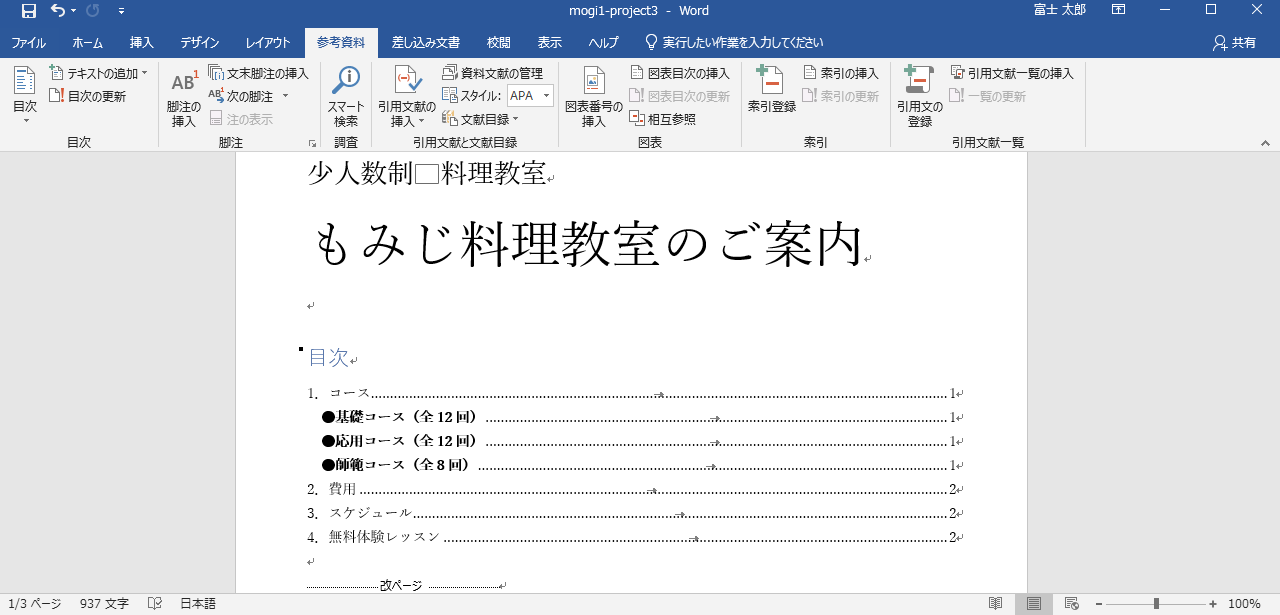 mogi1-project3 - Word
富士 太郎
ファイル ホーム 挿入 デザイン レイアウト 参考資料 差し込み文書 校閲 表示 ヘルプ 実行したい作業を入力してください 共有
目次
テキストの追加
目次の更新
目次
AB1
脚注の
挿入
文末脚注の挿入
AB1 次の脚注
注の表示
脚注
スマート
検索
調査
引用文献の
挿入
資料文献の管理
スタイル: APA
文献目録
引用文献と文献目録
図表番号の
挿入
図表目次の挿入
図表目次の更新
相互参照
図表
索引登録
索引の挿入
索引の更新
索引
引用文の
登録
引用文献一覧の挿入
一覧の更新
引用文献一覧
少人数制□料理教室
もみじ料理教室のご案内
目次
1. コース 1
●基礎コース（全 12 回） 1
●応用コース（全 12 回） 1
●師範コース（全 8 回） 1
2. 費用 2
3. スケジュール 2
4. 無料体験レッスン 2
改ページ
1/3 ページ 937 文字 日本語 100%